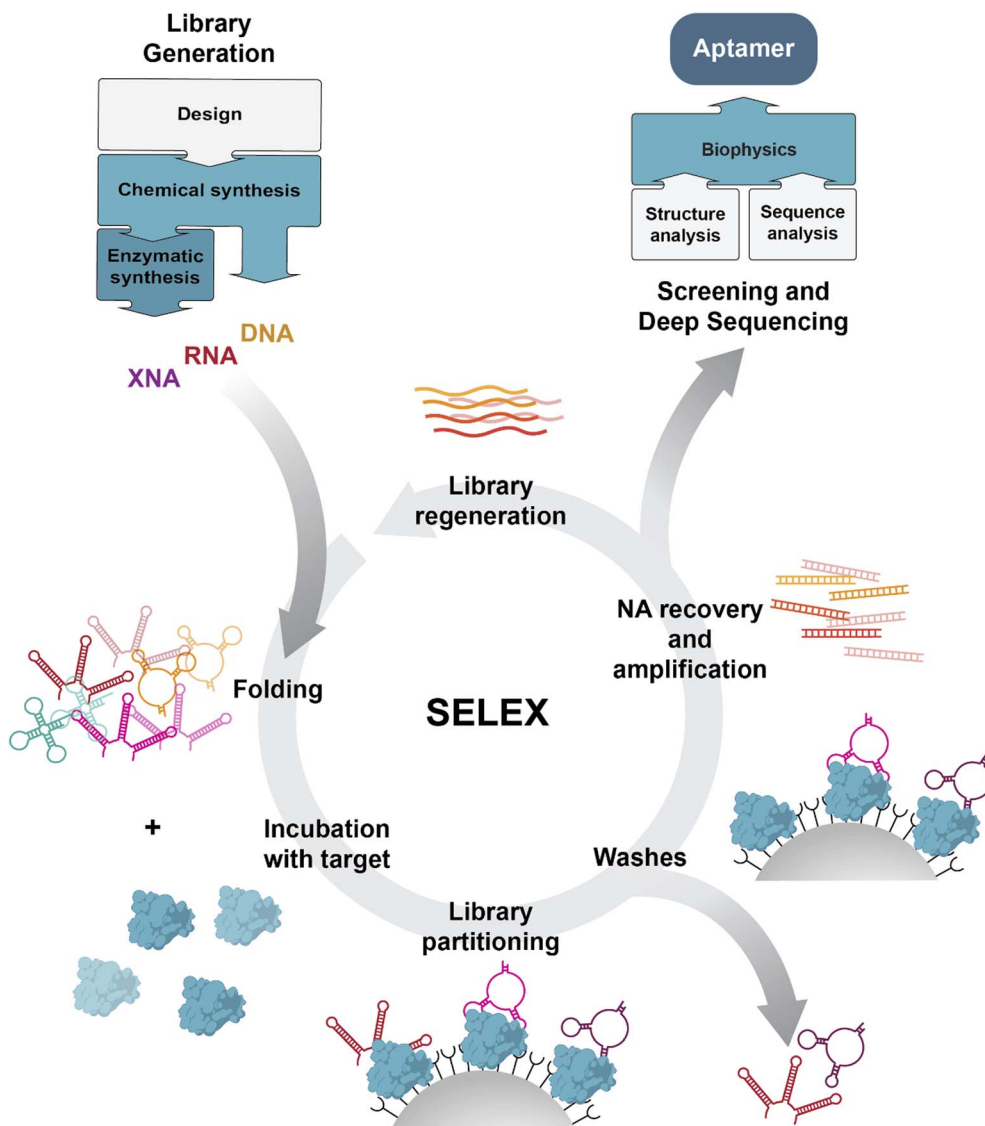 Library
Generation
Design
Chemical synthesis
Enzymatic
synthesis
DNA
RNA
XNA
Aptamer
Biophysics
Structure
analysis
Sequence
analysis
Screening and
Deep Sequencing
Library
regeneration
NA recovery
and
amplification
Folding
SELEX
+
Incubation
with target
Washes
Library
partitioning